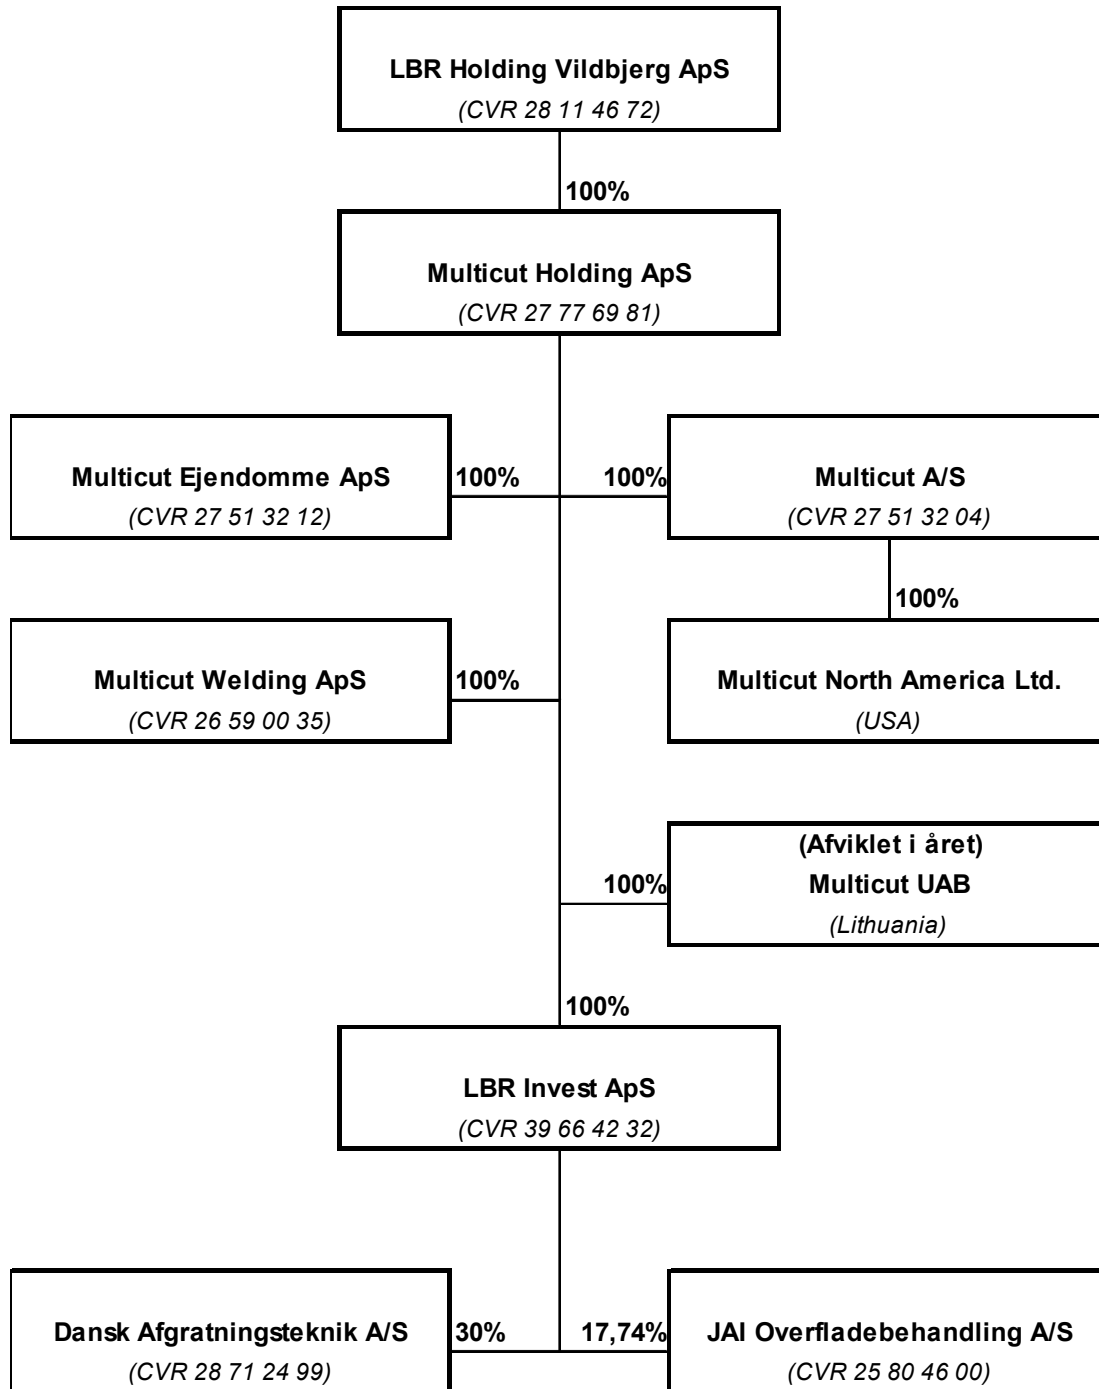 LBR Holding Vildbjerg ApS
(CVR 28 11 46 72)
100%
Multicut Holding ApS
(CVR 27 77 69 81)
Multicut Ejendomme ApS
(CVR 27 51 32 12)
100%
100%
Multicut A/S
(CVR 27 51 32 04)
100%
Multicut Welding ApS
(CVR 26 59 00 35)
100%
Multicut North America Ltd.
(USA)
100%
(Afviklet i året)
Multicut UAB
(Lithuania)
100%
LBR Invest ApS
(CVR 39 66 42 32)
Dansk Afgratningsteknik A/S
(CVR 28 71 24 99)
30%
17,74%
JAI Overfladebehandling A/S
(CVR 25 80 46 00)